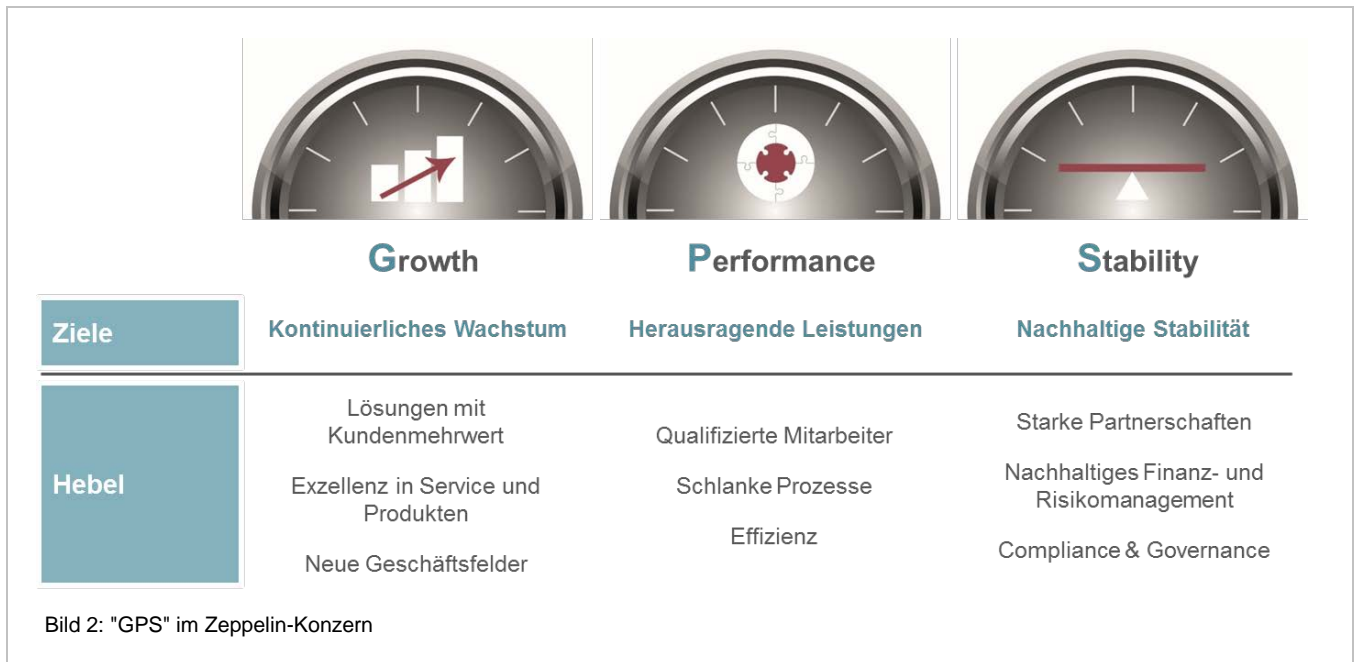 Growth
Performance
Stability
Ziele
Kontinuierliches Wachstum
Herausragende Leistungen
Nachhaltige Stabilität
Hebel
Lösungen mit
Kundenmehrwert
Exzellenz in Service und
Produkten
Neue Geschäftsfelder
Qualifizierte Mitarbeiter
Schlanke Prozesse
Effizienz
Starke Partnerschaften
Nachhaltiges Finanz- und
Risikomanagement
Compliance & Governance
Bild 2: "GPS" im Zeppelin-Konzern